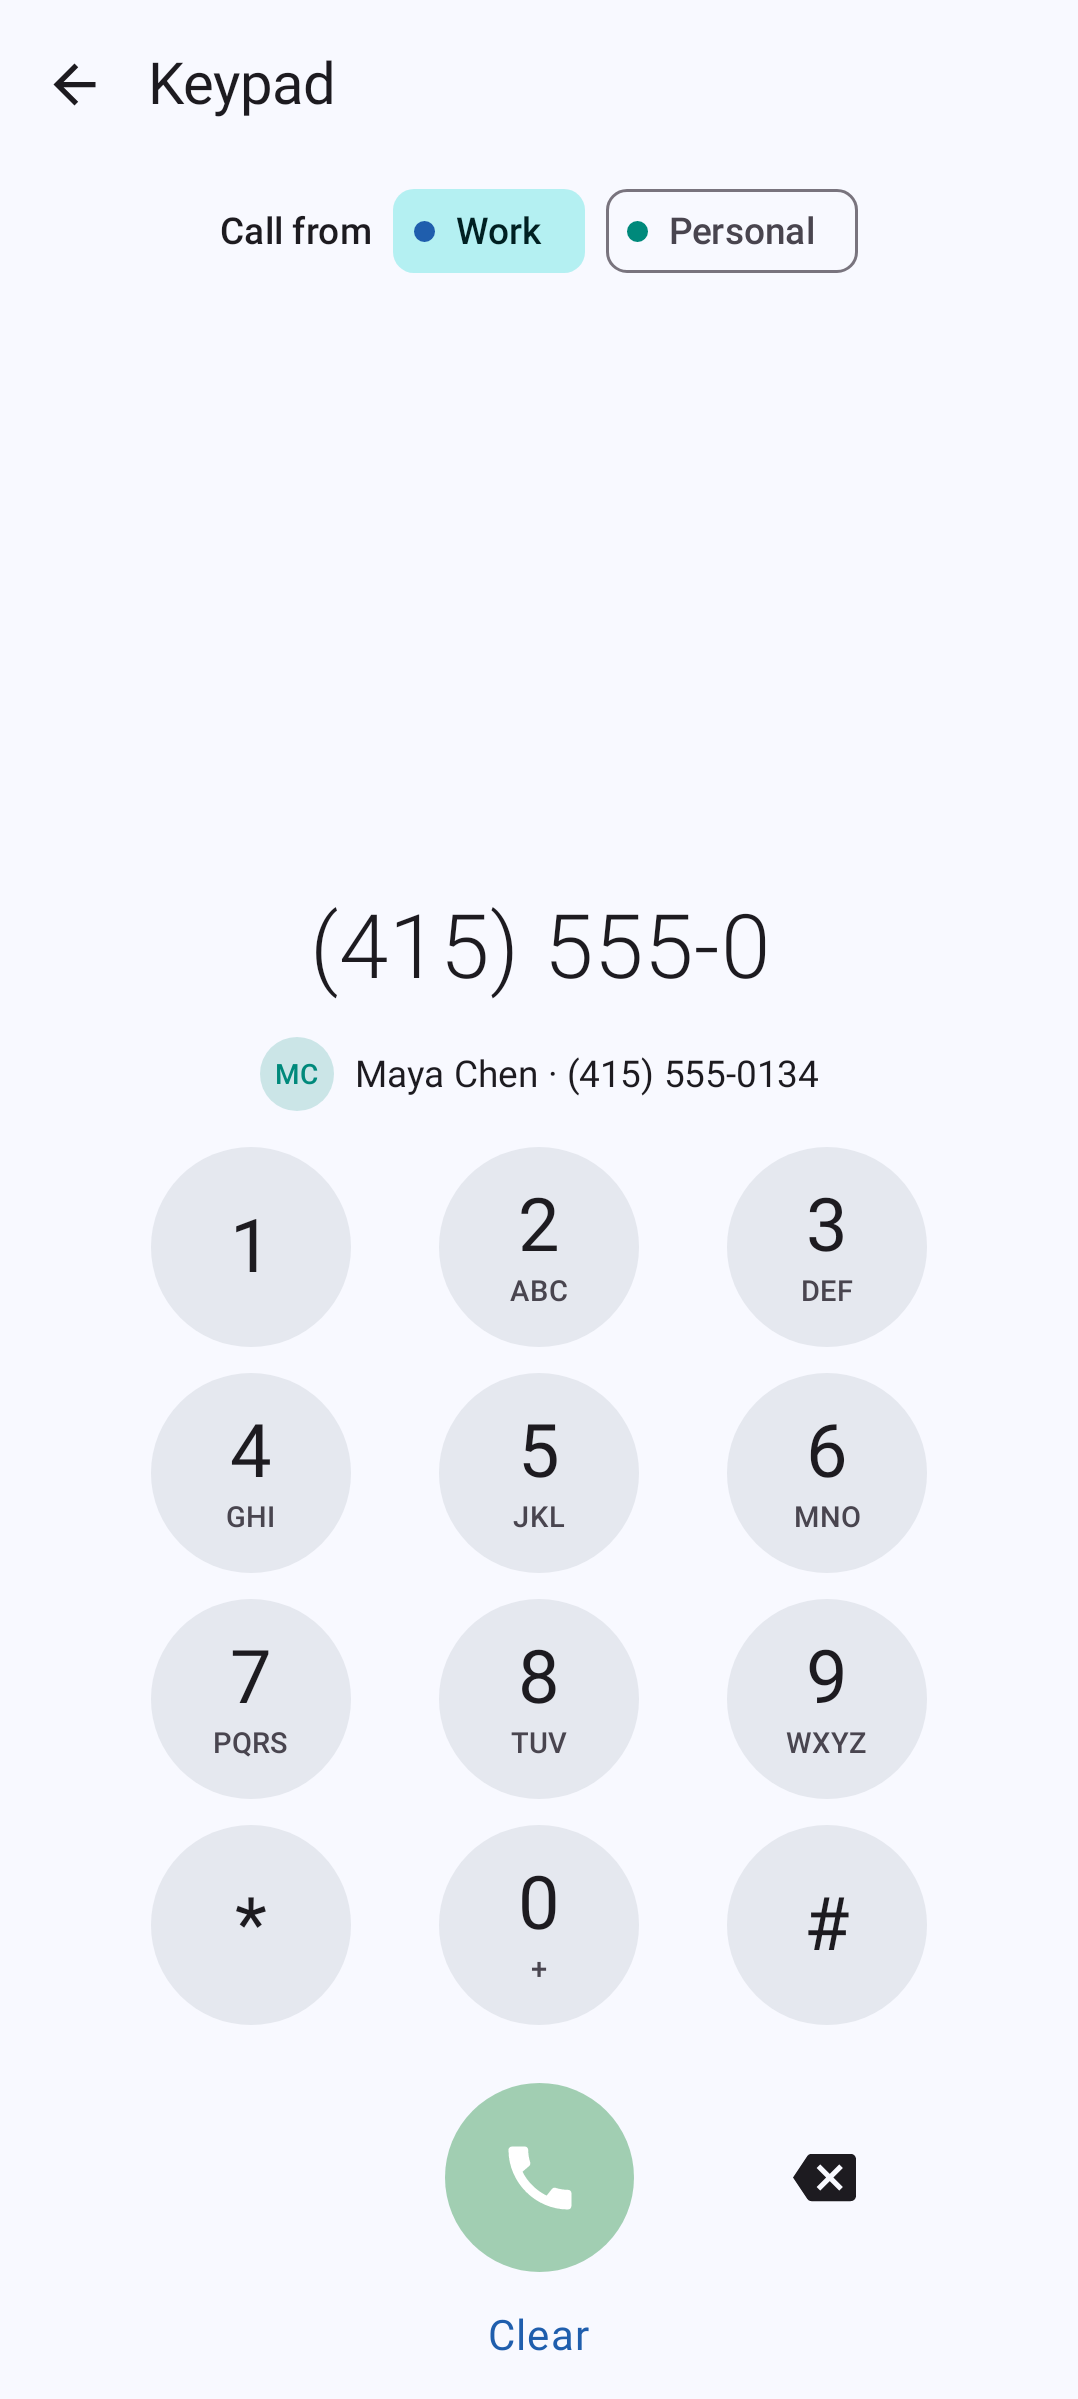 Keypad
Call from Work Personal
(415) 555-0
MC Maya Chen · (415) 555-0134
1 2 3
ABC DEF
4 5 6
GHI JKL MNO
7 8 9
PQRS TUV WXYZ
* 0 #
+
Clear